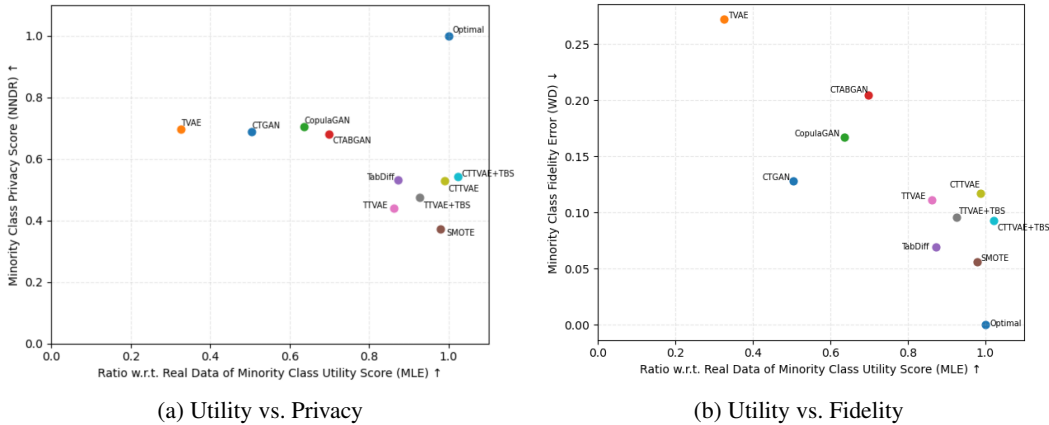 Minority Class Privacy Score (NNDR) ↑
1.0
0.8
0.6
0.4
0.2
0.0
Optimal
TVAE
CTGAN
CopulaGAN
CTABGAN
TabDiff
CTTVAE+TBS
CTTVAE
TTVAE
TTVAE+TBS
SMOTE
0.0 0.2 0.4 0.6 0.8 1.0
Ratio w.r.t. Real Data of Minority Class Utility Score (MLE) ↑
(a) Utility vs. Privacy
Minority Class Fidelity Error (WD) ↓
0.25
0.20
0.15
0.10
0.05
0.00
TVAE
CTABGAN
CopulaGAN
CTGAN
CTTVAE
TTVAE
TTVAE+TBS
CTTVAE+TBS
TabDiff
SMOTE
Optimal
0.0 0.2 0.4 0.6 0.8 1.0
Ratio w.r.t. Real Data of Minority Class Utility Score (MLE) ↑
(b) Utility vs. Fidelity